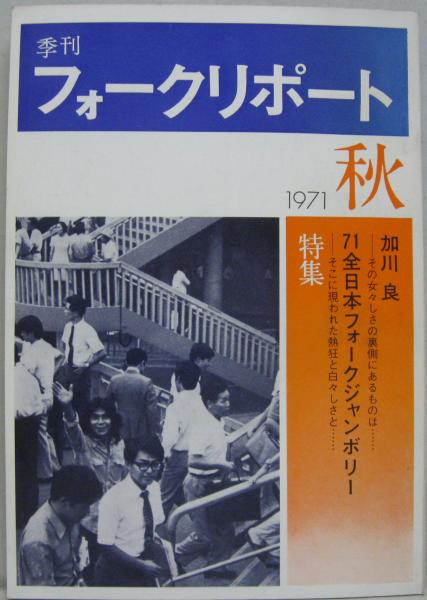 季刊
フォークリポート
1971 秋
加川 良
――その女々しさの裏側にあるものは……
71全日本フォークジャンボリー
――そこに現われた熱狂と白々しさと……
特集